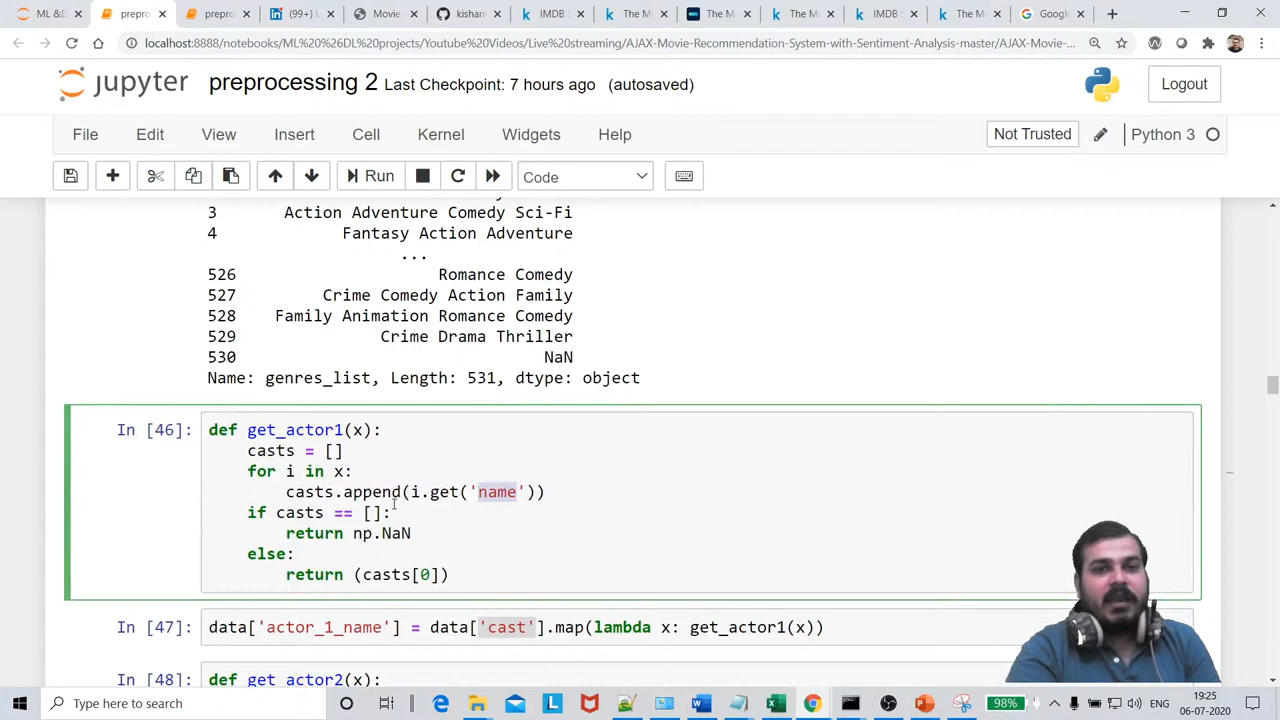 ML &D
prepro
prepro
(99+) L
Movie
kisham
IMDB
The M
The M
The M
IMDB
The M
Google
localhost:8888/notebooks/ML%20%26%20DL%20projects/Youtube%20Videos/Live%20streaming/AJAX-Movie-Recommendation-System-with-Sentiment-Analysis-master/AJAX-Movie-...
jupyter preprocessing 2 Last Checkpoint: 7 hours ago (autosaved)
Logout
File Edit View Insert Cell Kernel Widgets Help
Not Trusted Python 3
Run Code
3 Action Adventure Comedy Sci-Fi
4 Fantasy Action Adventure
...
526 Romance Comedy
527 Crime Comedy Action Family
528 Family Animation Romance Comedy
529 Crime Drama Thriller
530 NaN
Name: genres_list, Length: 531, dtype: object
In [46]: def get_actor1(x):
casts = []
for i in x:
casts.append(i.get('name'))
if casts == []:
return np.NaN
else:
return (casts[0])
In [47]: data['actor_1_name'] = data['cast'].map(lambda x: get_actor1(x))
In [48]: def get_actor2(x):
Type here to search
98%
ENG
19:25
06-07-2020